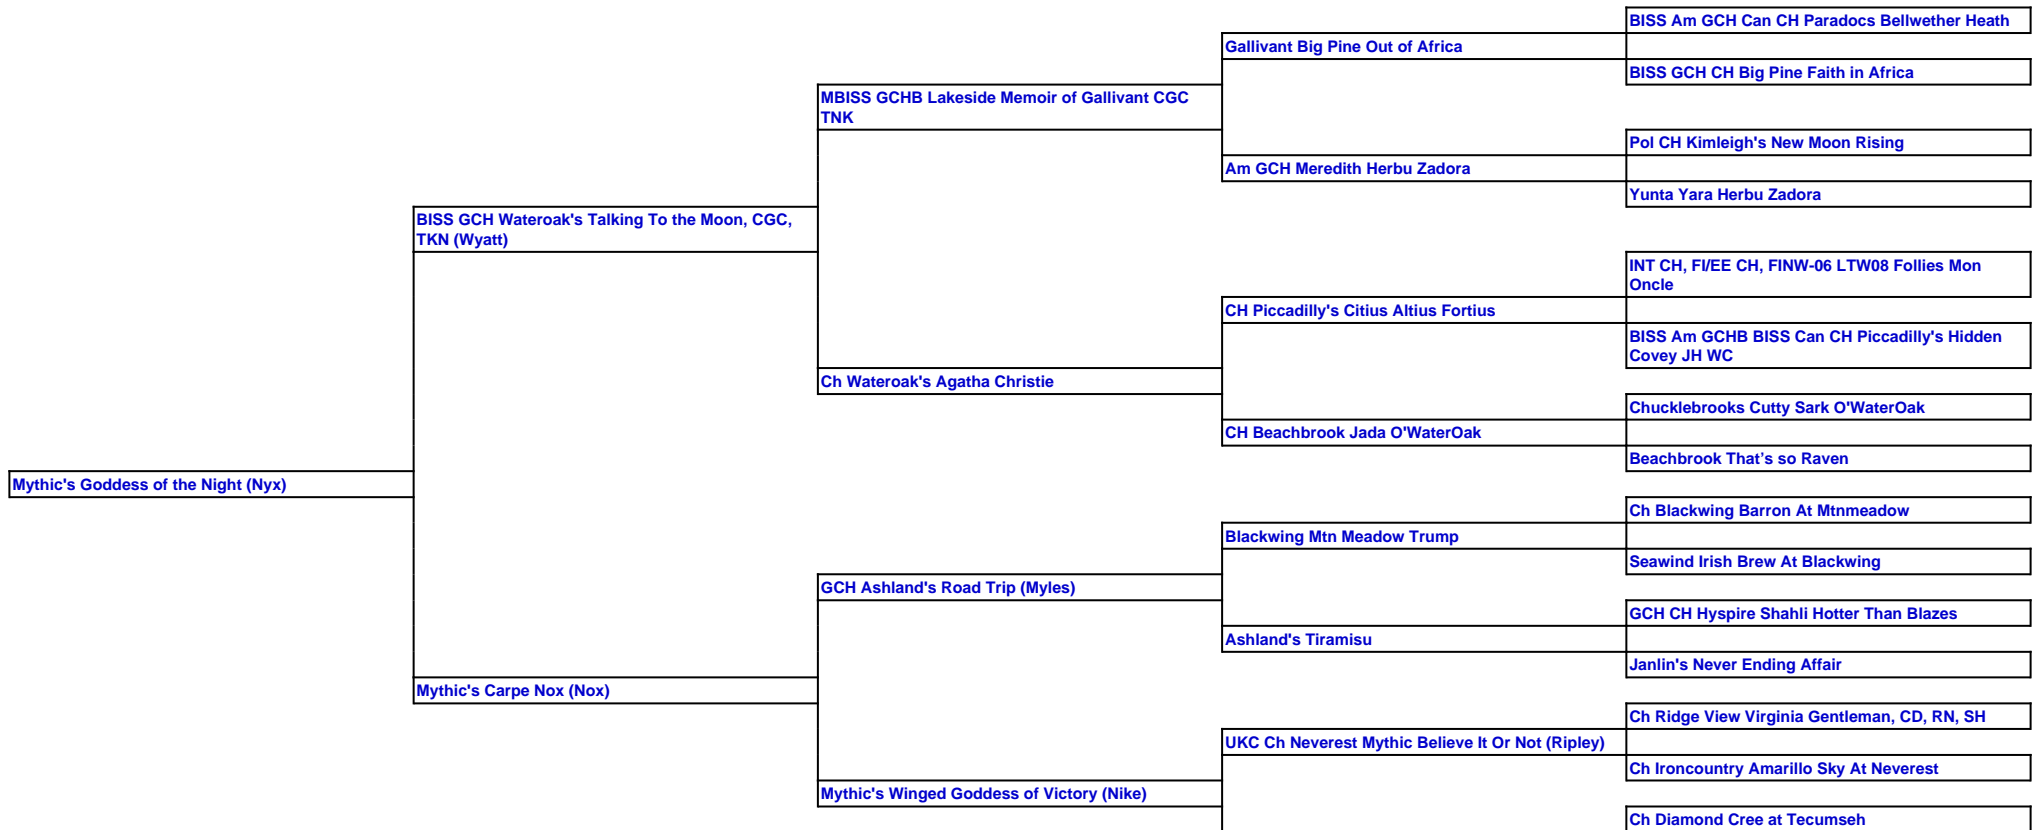 BISS Am GCH Can CH Paradocs Bellwether Heath
Gallivant Big Pine Out of Africa
BISS GCH CH Big Pine Faith in Africa
MBISS GCHB Lakeside Memoir of Gallivant CGC
TNK
Pol CH Kimleigh's New Moon Rising
Am GCH Meredith Herbu Zadora
Yunta Yara Herbu Zadora
BISS GCH Wateroak's Talking To the Moon, CGC,
TKN (Wyatt)
INT CH, FI/EE CH, FINW-06 LTW08 Follies Mon
Oncle
CH Piccadilly's Citius Altius Fortius
BISS Am GCHB BISS Can CH Piccadilly's Hidden
Covey JH WC
Ch Wateroak's Agatha Christie
Chucklebrooks Cutty Sark O'WaterOak
CH Beachbrook Jada O'WaterOak
Beachbrook That’s so Raven
Mythic's Goddess of the Night (Nyx)
Ch Blackwing Barron At Mtnmeadow
Blackwing Mtn Meadow Trump
Seawind Irish Brew At Blackwing
GCH Ashland's Road Trip (Myles)
GCH CH Hyspire Shahli Hotter Than Blazes
Ashland's Tiramisu
Janlin's Never Ending Affair
Mythic's Carpe Nox (Nox)
Ch Ridge View Virginia Gentleman, CD, RN, SH
UKC Ch Neverest Mythic Believe It Or Not (Ripley)
Ch Ironcountry Amarillo Sky At Neverest
Mythic's Winged Goddess of Victory (Nike)
Ch Diamond Cree at Tecumseh